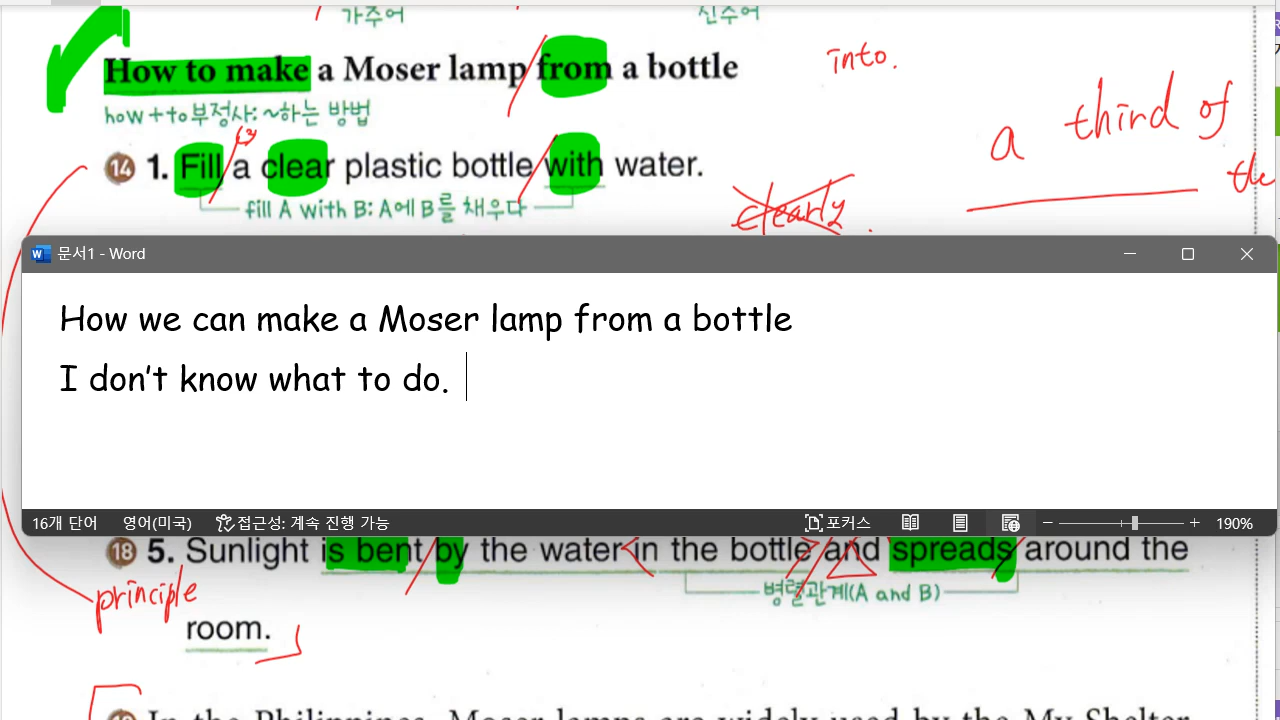 가주어 진주어
How to make a Moser lamp from a bottle into.
how+to부정사: ~하는 방법
a third of
the
14 1. Fill a clear plastic bottle with water.
fill A with B: A에 B를 채우다
clearly
문서1 - Word
How we can make a Moser lamp from a bottle
I don't know what to do.
16개 단어 영어(미국) 접근성: 계속 진행 가능 포커스 190%
18 5. Sunlight is bent by the water in the bottle and spreads around the
병렬관계(A and B)
principle
room.
In the Philippines, Moser lamps are widely used by the My Shelter